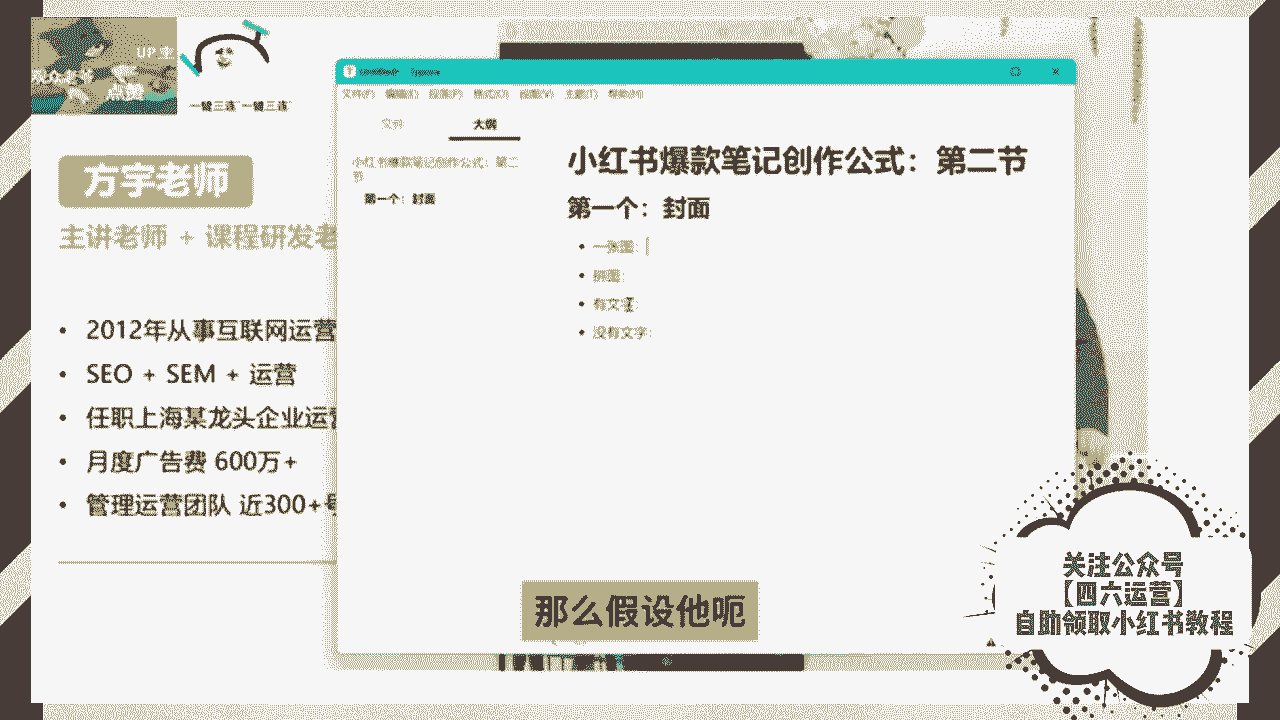 UP主
点赞
一键三连 一键三连
方宇老师
主讲老师 + 课程研发老
• 2012年从事互联网运营
• SEO + SEM + 运营
• 任职上海某龙头企业运营
• 月度广告费 600万+
• 管理运营团队 近300+号
文件(F) 编辑(E) 段落(P) 格式(O) 视图(V) 主题(T) 帮助(H)
文件 大纲
小红书爆款笔记创作公式：第二
节
第一个：封面
小红书爆款笔记创作公式：第二节
第一个：封面
• 一张图：
• 拼图：
• 有文字：
• 没有文字：
那么假设他呃
关注公众号
【四六运营】
自助领取小红书教程